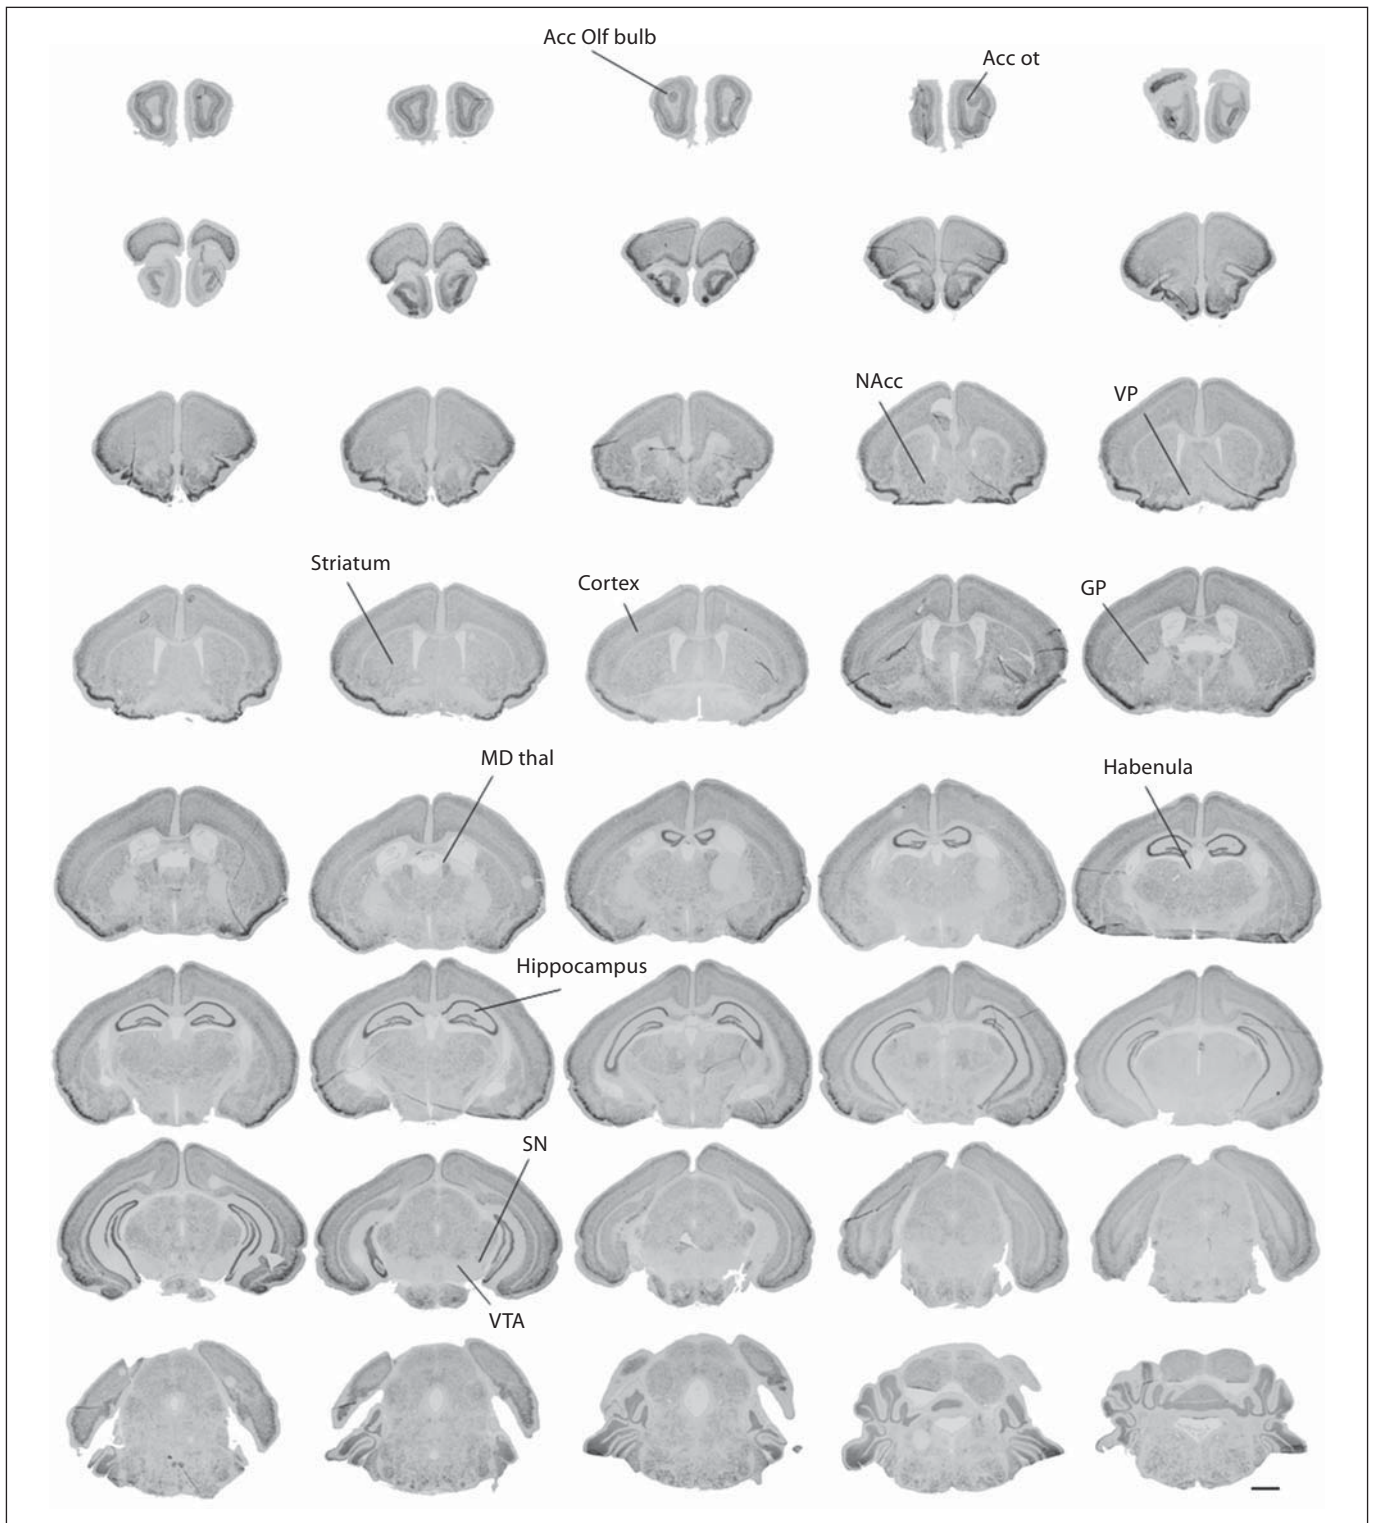 Acc Olf bulb
Acc ot
NAcc
VP
Striatum
Cortex
GP
MD thal
Habenula
Hippocampus
SN
VTA